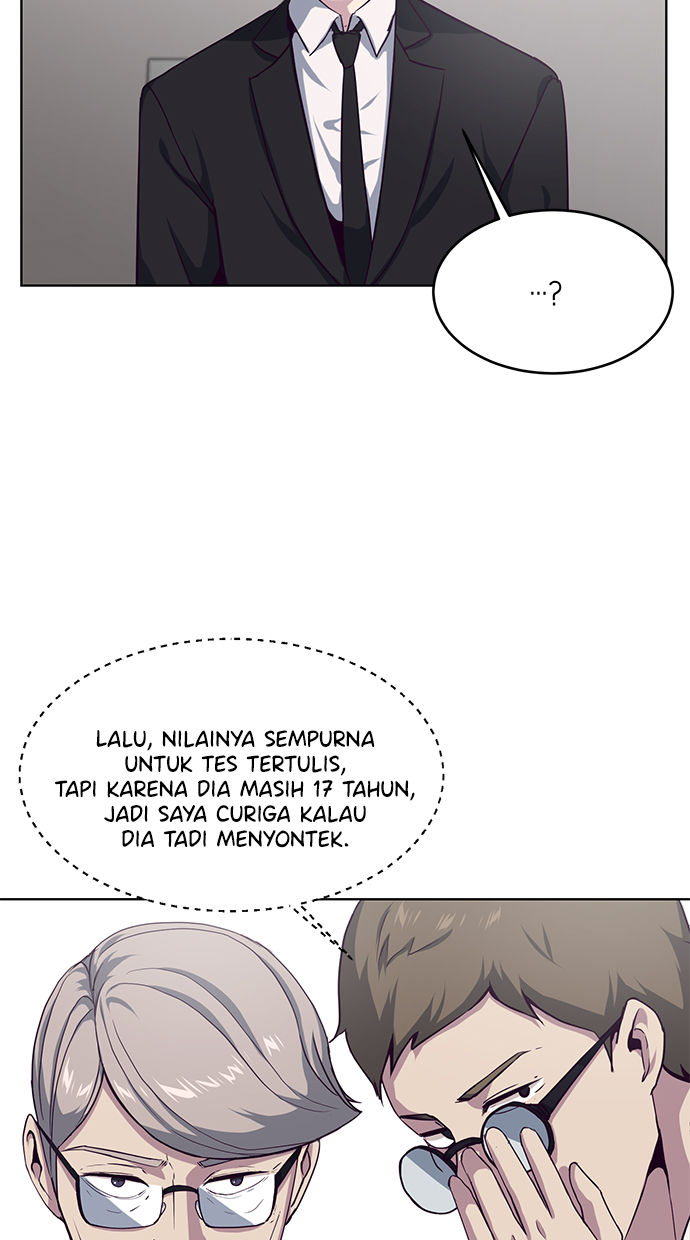 ...?
LALU, NILAINYA SEMPURNA
UNTUK TES TERTULIS,
TAPI KARENA DIA MASIH 17 TAHUN,
JADI SAYA CURIGA KALAU
DIA TADI MENYONTEK.